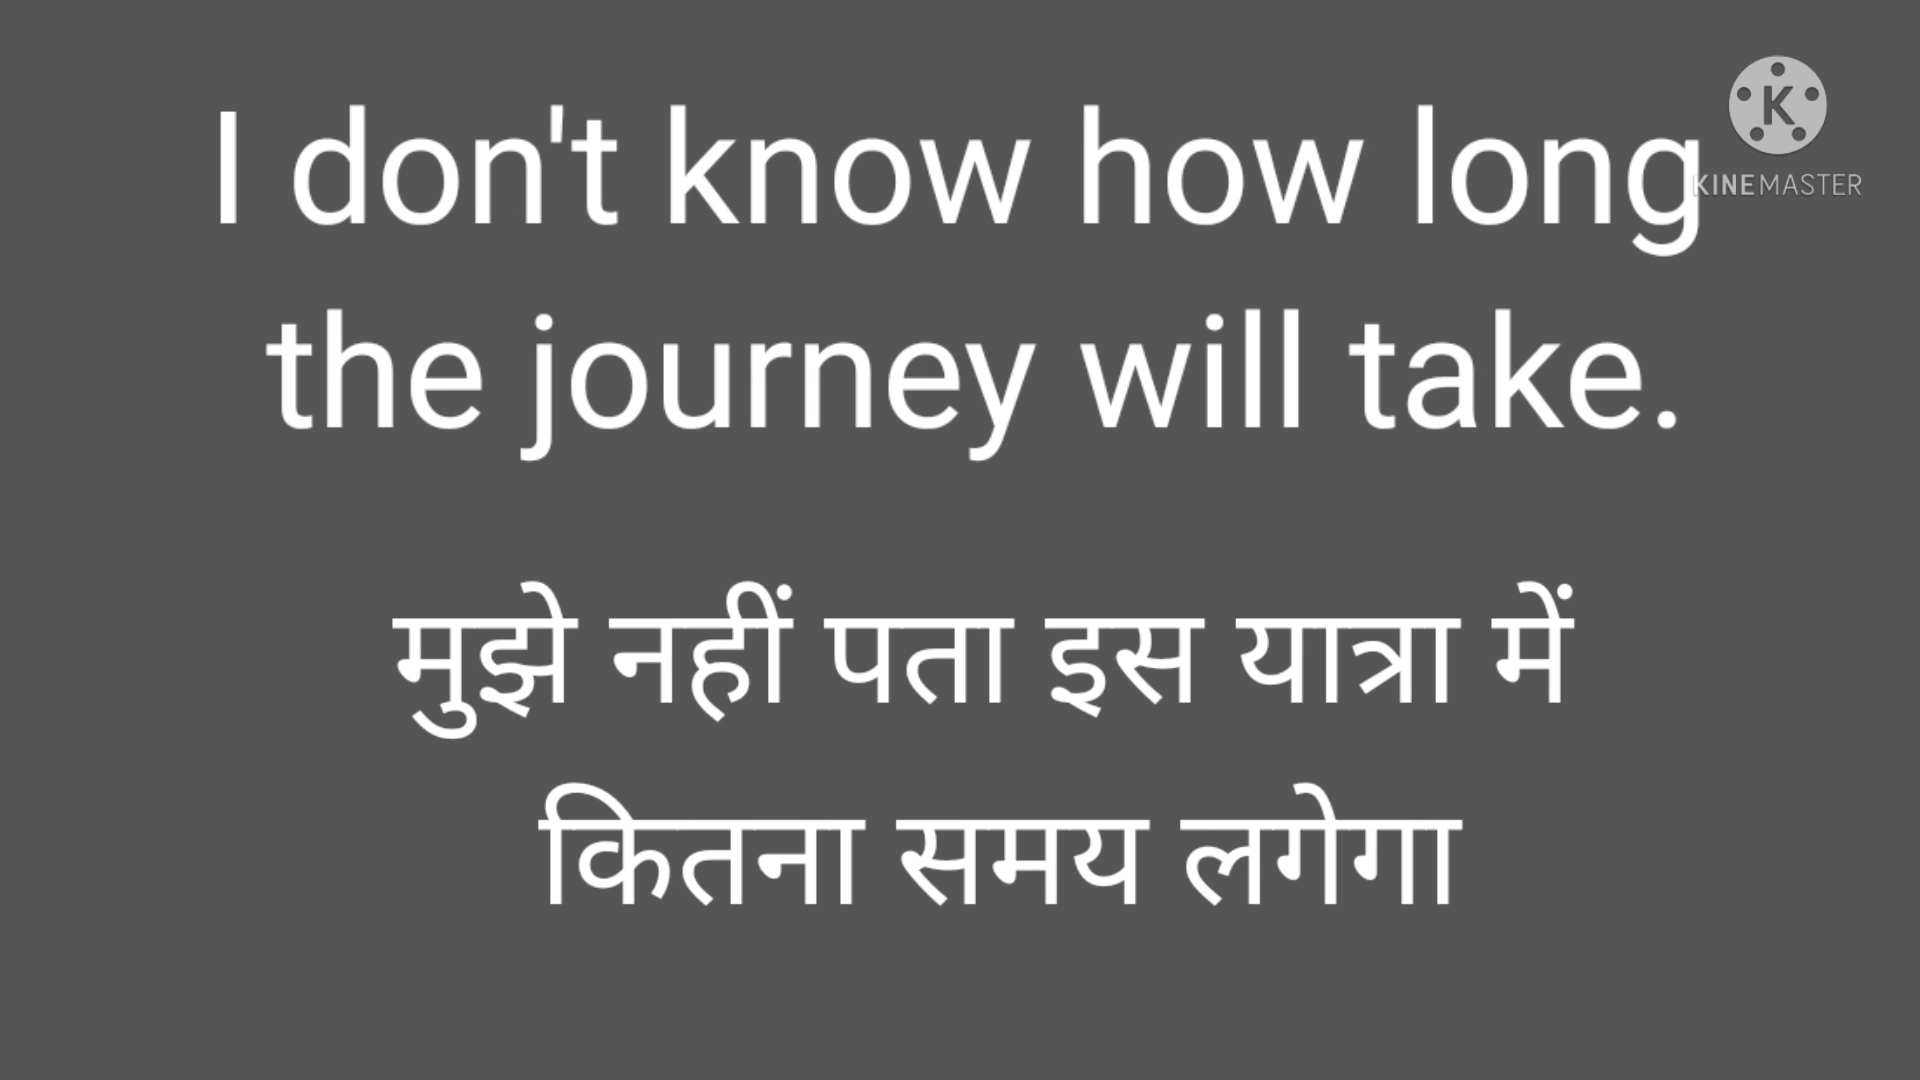 I don't know how long
KINEMASTER
the journey will take.
मुझे नहीं पता इस यात्रा में
कितना समय लगेगा